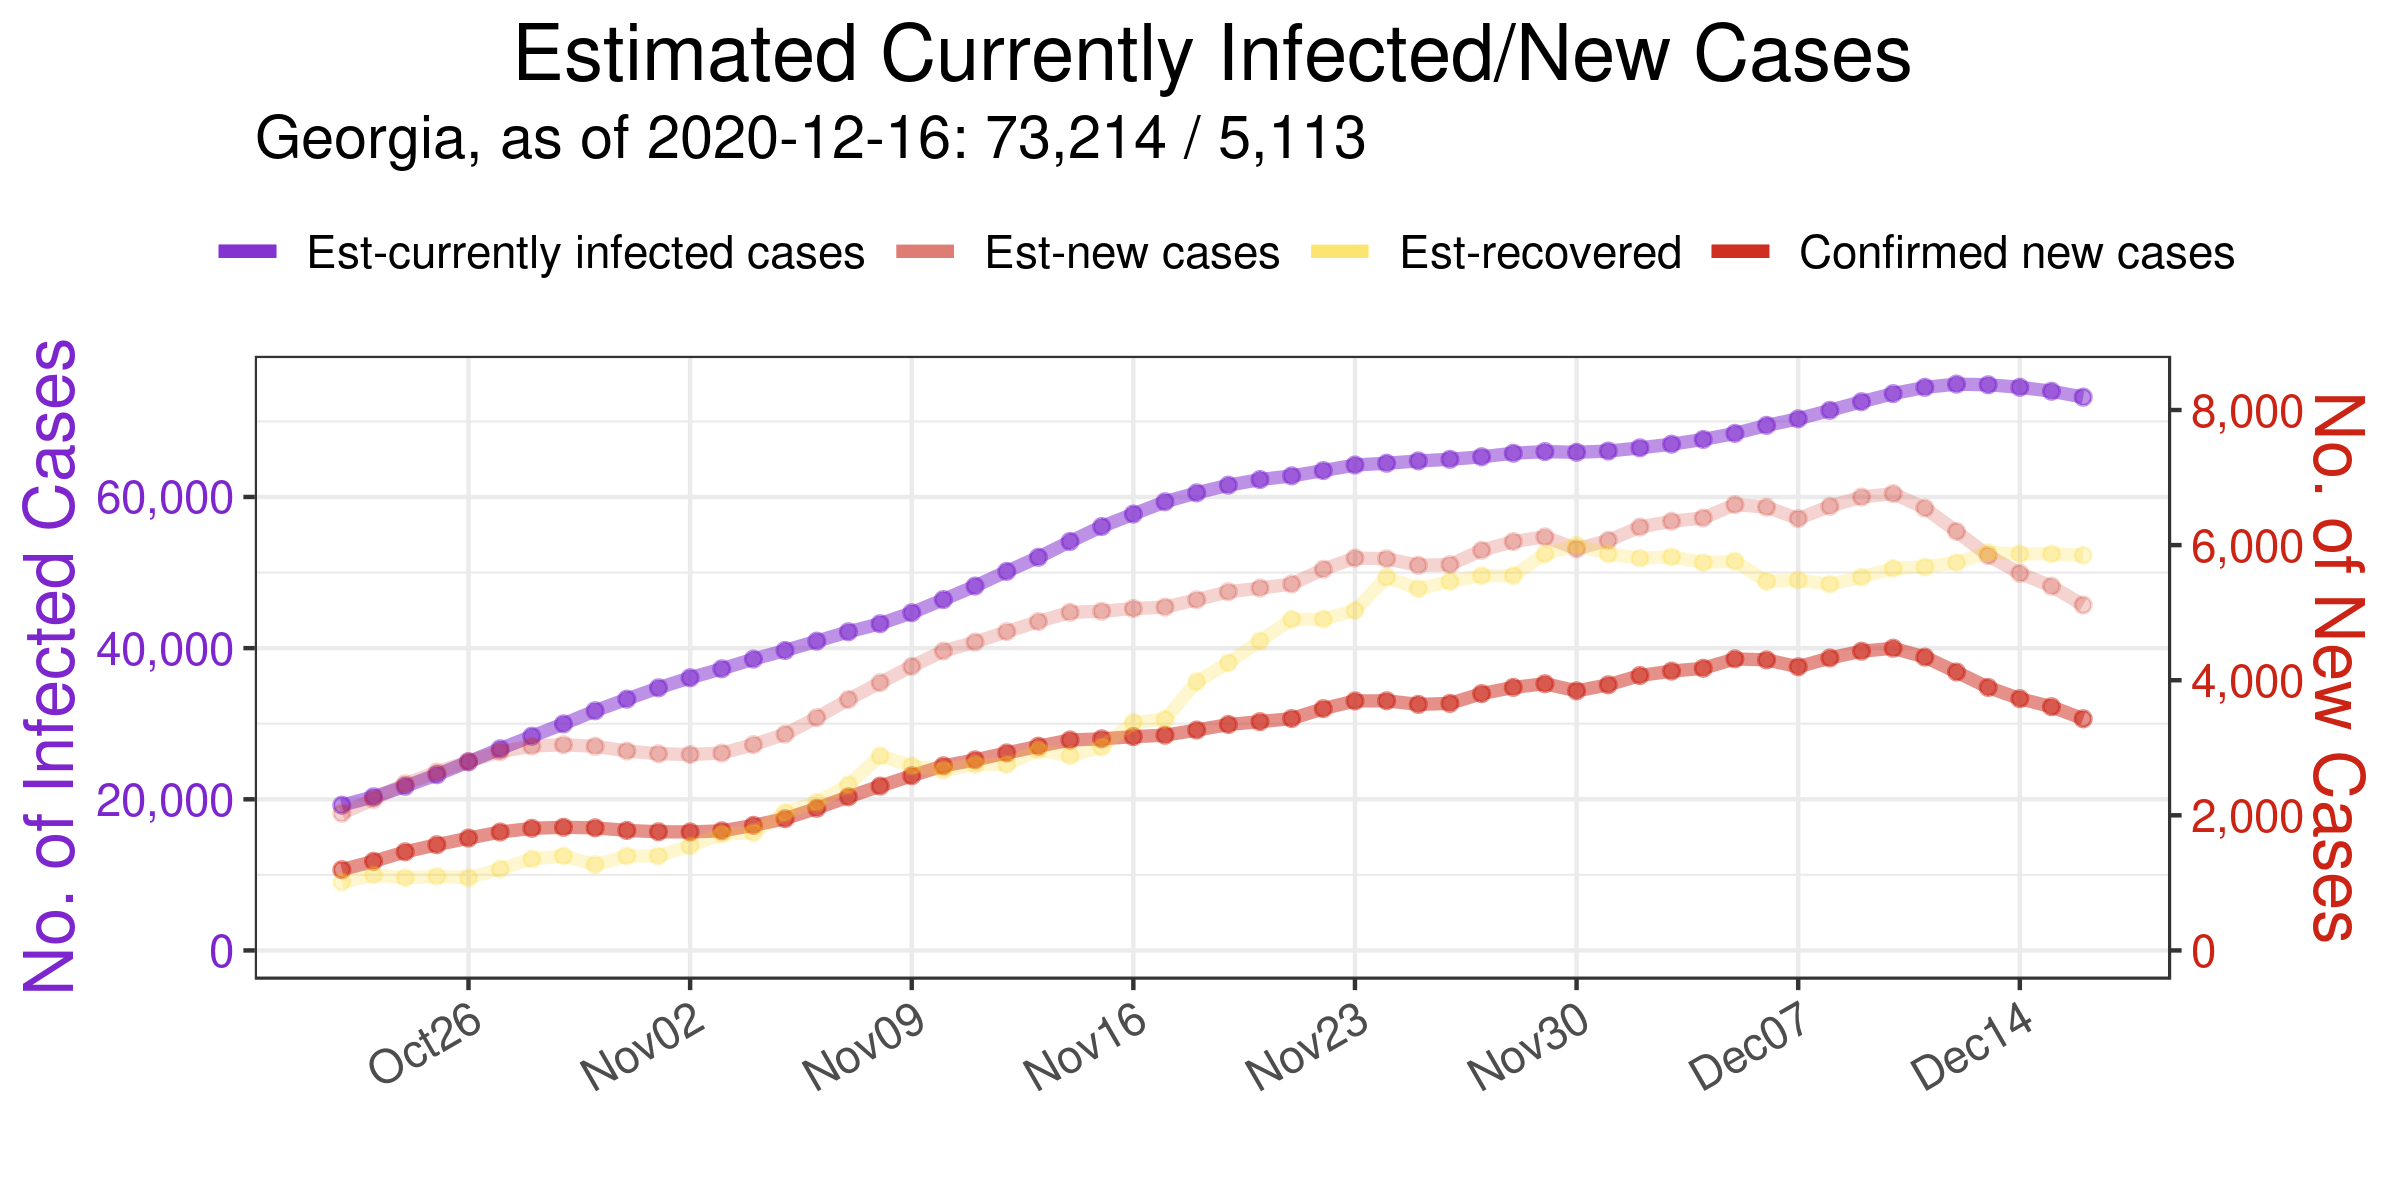 Estimated Currently Infected/New Cases
Georgia, as of 2020-12-16: 73,214 / 5,113
Est-currently infected cases Est-new cases Est-recovered Confirmed new cases
No. of Infected Cases
60,000
40,000
20,000
0
8,000
6,000
4,000
2,000
0
No. of New Cases
Oct26 Nov02 Nov09 Nov16 Nov23 Nov30 Dec07 Dec14